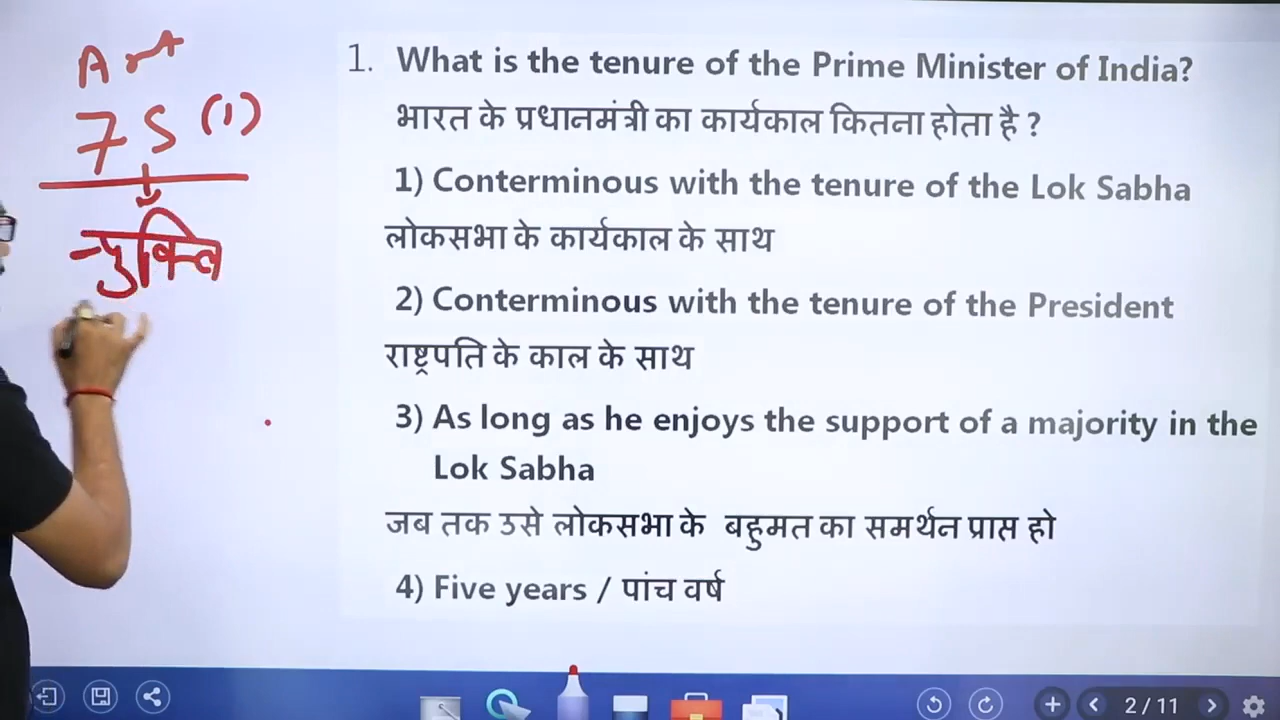 Art
75 (1)
नियुक्ति
1. What is the tenure of the Prime Minister of India?
भारत के प्रधानमंत्री का कार्यकाल कितना होता है ?
1) Conterminous with the tenure of the Lok Sabha
लोकसभा के कार्यकाल के साथ
2) Conterminous with the tenure of the President
राष्ट्रपति के काल के साथ
3) As long as he enjoys the support of a majority in the
Lok Sabha
जब तक उसे लोकसभा के बहुमत का समर्थन प्राप्त हो
4) Five years / पांच वर्ष
2 / 11